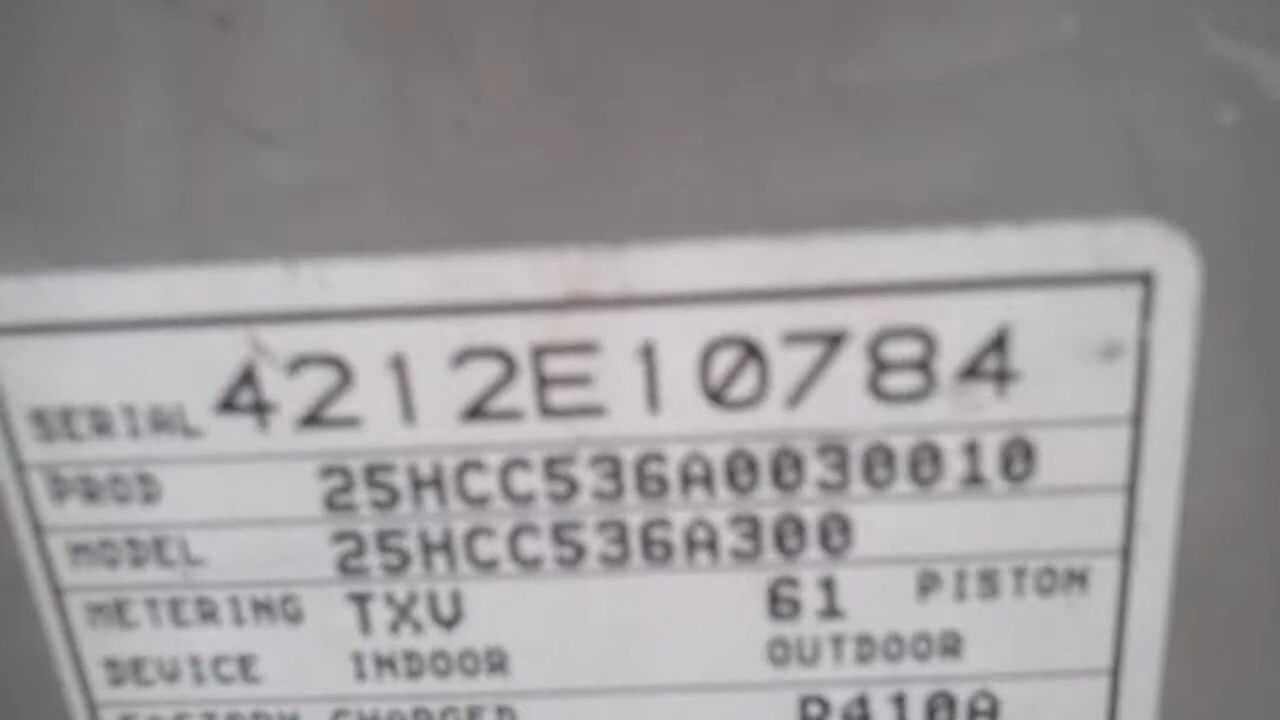 SERIAL 4212E10784
PROD 25HCC536A0030010
MODEL 25HCC536A300
METERING TXV 61 PISTON
DEVICE INDOOR OUTDOOR
FACTORY CHARGED R410A